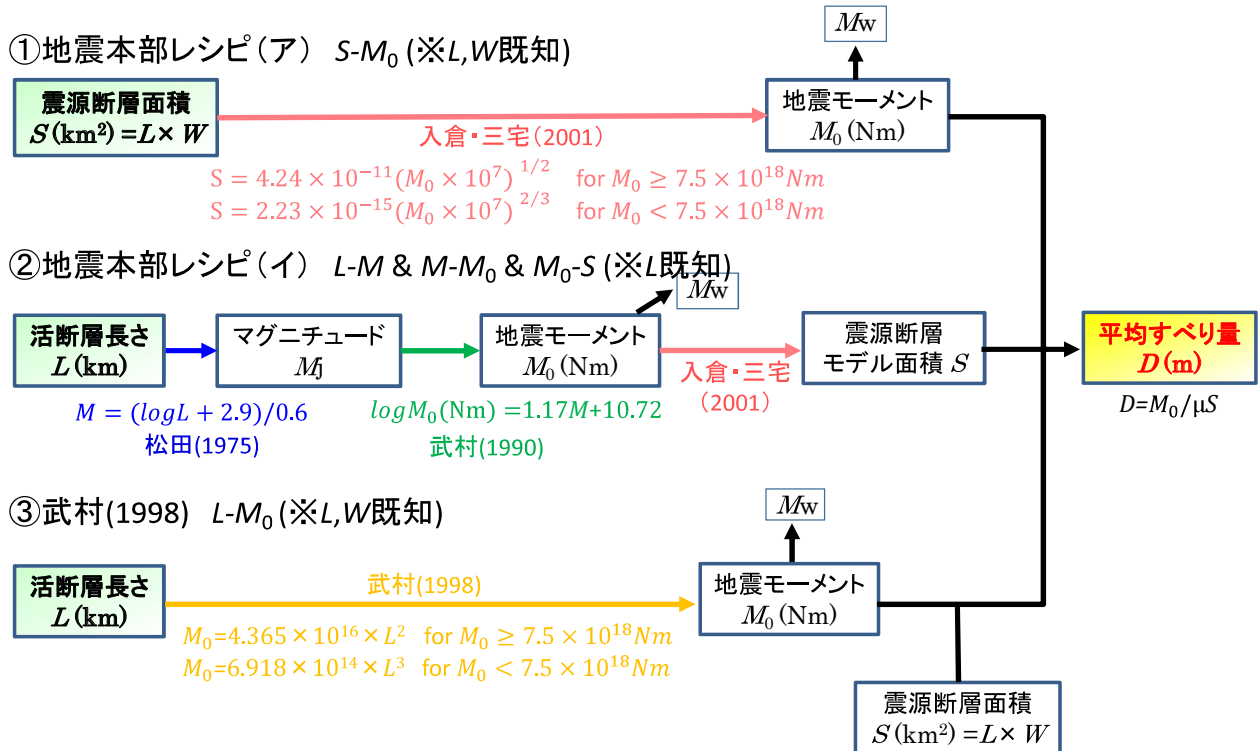 ①地震本部レシピ（ア） S-M₀ (※L,W既知)
Mw
震源断層面積
S(km²)=L×W
地震モーメント
M₀(Nm)
入倉・三宅(2001)
S = 4.24 × 10⁻¹¹(M₀ × 10⁷)^{1/2} for M₀ ≥ 7.5 × 10¹⁸Nm
S = 2.23 × 10⁻¹⁵(M₀ × 10⁷)^{2/3} for M₀ < 7.5 × 10¹⁸Nm
②地震本部レシピ（イ） L-M & M-M₀ & M₀-S (※L既知)
Mw
活断層長さ
L(km)
マグニチュード
Mj
地震モーメント
M₀(Nm)
震源断層
モデル面積 S
平均すべり量
D(m)
M = (logL + 2.9)/0.6
松田(1975)
logM₀(Nm) =1.17M+10.72
武村(1990)
入倉・三宅
(2001)
D=M₀/μS
③武村(1998) L-M₀(※L,W既知)
Mw
活断層長さ
L(km)
武村(1998)
地震モーメント
M₀(Nm)
M₀=4.365×10¹⁶×L² for M₀ ≥ 7.5 × 10¹⁸Nm
M₀=6.918×10¹⁴×L³ for M₀ < 7.5 × 10¹⁸Nm
震源断層面積
S(km²)=L×W